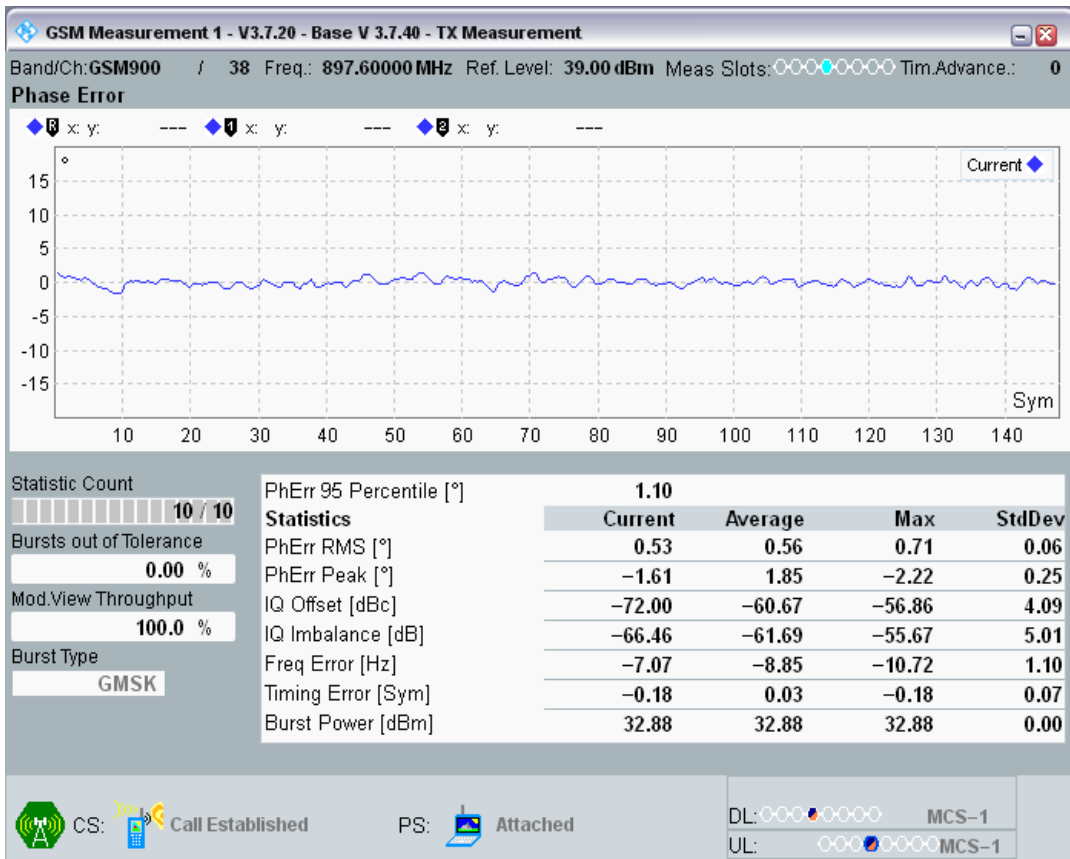 GSM Measurement 1 - V3.7.20 - Base V 3.7.40 - TX Measurement
Band/Ch:GSM900 / 38 Freq.: 897.60000 MHz Ref. Level: 39.00 dBm Meas Slots: Tim.Advance.: 0
Phase Error
R x: y: --- 1 x: y: --- 2 x: y: ---
°
Current
15
10
5
0
-5
-10
-15
Sym
10 20 30 40 50 60 70 80 90 100 110 120 130 140
Statistic Count
10 / 10
Bursts out of Tolerance
0.00 %
Mod.View Throughput
100.0 %
Burst Type
GMSK
PhErr 95 Percentile [°] 1.10
Statistics Current Average Max StdDev
PhErr RMS [°] 0.53 0.56 0.71 0.06
PhErr Peak [°] −1.61 1.85 −2.22 0.25
IQ Offset [dBc] −72.00 −60.67 −56.86 4.09
IQ Imbalance [dB] −66.46 −61.69 −55.67 5.01
Freq Error [Hz] −7.07 −8.85 −10.72 1.10
Timing Error [Sym] −0.18 0.03 −0.18 0.07
Burst Power [dBm] 32.88 32.88 32.88 0.00
CS: Call Established PS: Attached
DL: MCS−1
UL: MCS−1